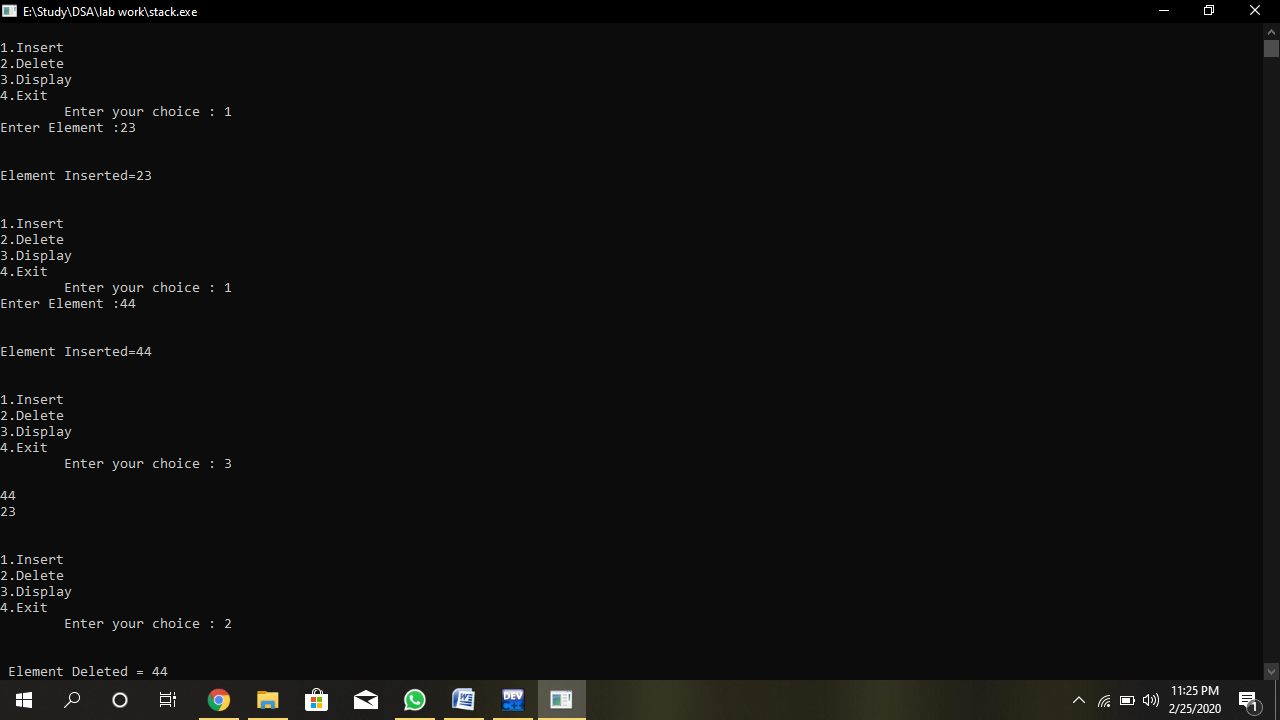 E:\Study\DSA\lab work\stack.exe
1.Insert
2.Delete
3.Display
4.Exit
Enter your choice : 1
Enter Element :23
Element Inserted=23
1.Insert
2.Delete
3.Display
4.Exit
Enter your choice : 1
Enter Element :44
Element Inserted=44
1.Insert
2.Delete
3.Display
4.Exit
Enter your choice : 3
44
23
1.Insert
2.Delete
3.Display
4.Exit
Enter your choice : 2
Element Deleted = 44
W DEV C++ 11:25 PM
2/25/2020 1